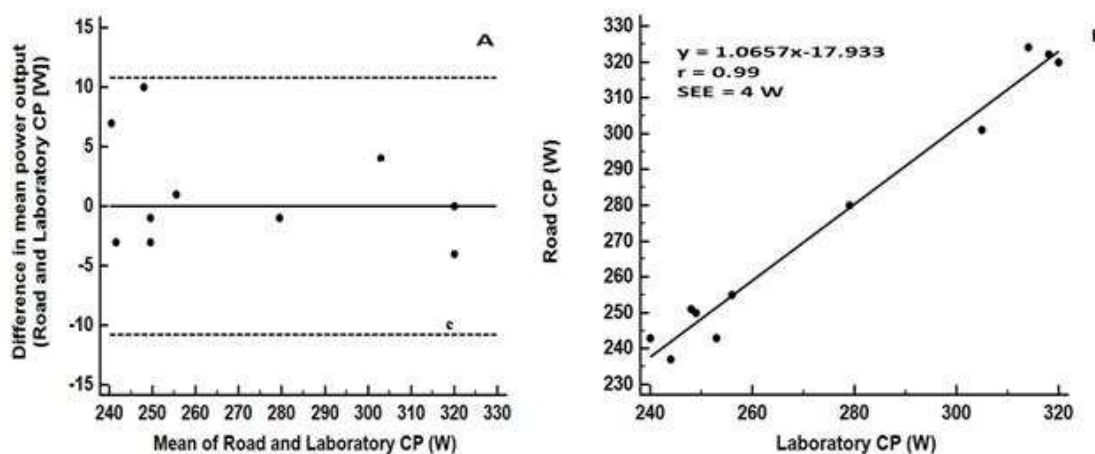 A
Difference in mean power output
(Road and Laboratory CP [W])
15
10
5
0
-5
-10
-15
c
240 250 260 270 280 290 300 310 320 330
Mean of Road and Laboratory CP (W)
y = 1.0657x-17.933
r = 0.99
SEE = 4 W
Road CP (W)
330
320
310
300
290
280
270
260
250
240
230
240 260 280 300 320
Laboratory CP (W)